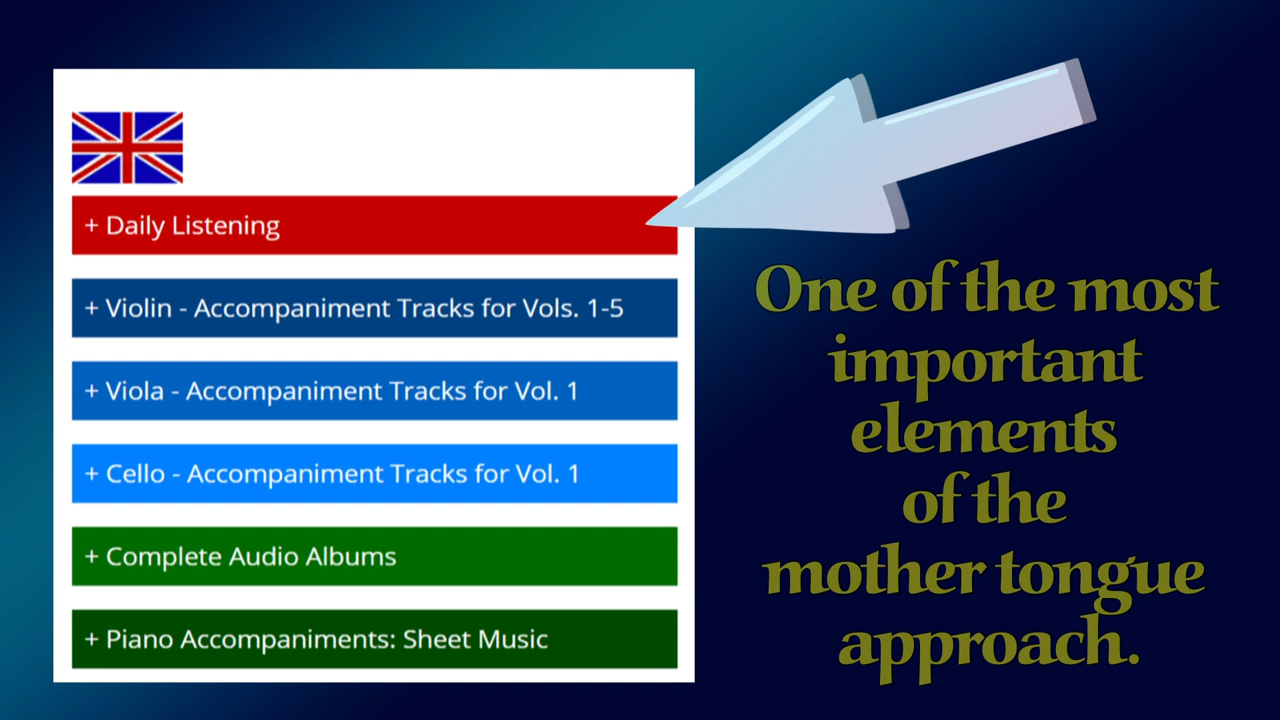 + Daily Listening
+ Violin - Accompaniment Tracks for Vols. 1-5
+ Viola - Accompaniment Tracks for Vol. 1
+ Cello - Accompaniment Tracks for Vol. 1
+ Complete Audio Albums
+ Piano Accompaniments: Sheet Music
One of the most
important
elements
of the
mother tongue
approach.